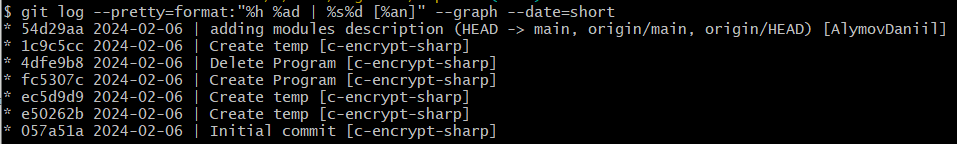 $ git log --pretty=format:"%h %ad | %s%d [%an]" --graph --date=short
* 54d29aa 2024-02-06 | adding modules description (HEAD -> main, origin/main, origin/HEAD) [AlymovDaniil]
* 1c9c5cc 2024-02-06 | Create temp [c-encrypt-sharp]
* 4dfe9b8 2024-02-06 | Delete Program [c-encrypt-sharp]
* fc5307c 2024-02-06 | Create Program [c-encrypt-sharp]
* ec5d9d9 2024-02-06 | Create temp [c-encrypt-sharp]
* e50262b 2024-02-06 | Create temp [c-encrypt-sharp]
* 057a51a 2024-02-06 | Initial commit [c-encrypt-sharp]